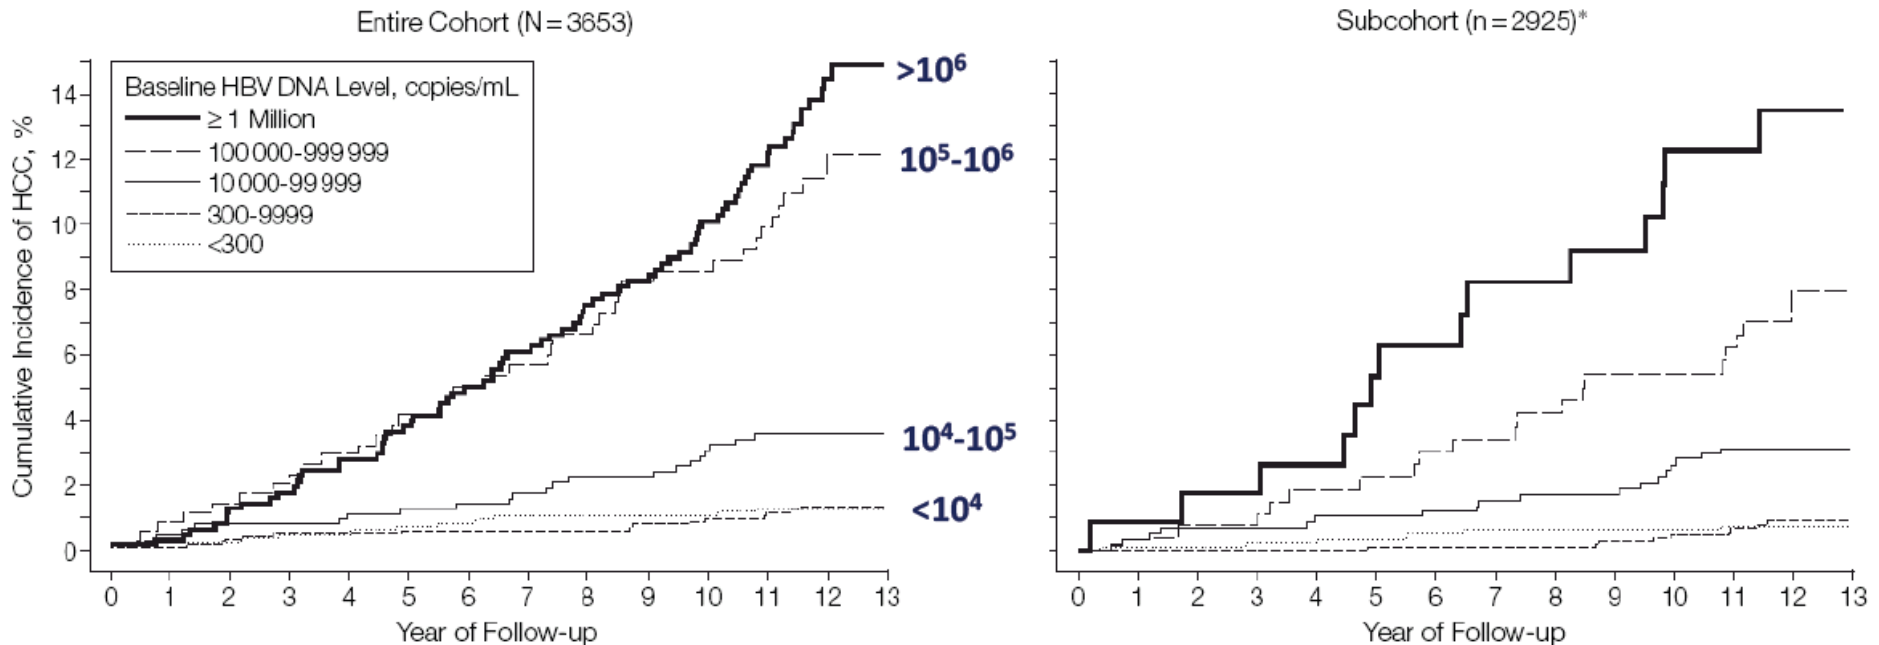 Entire Cohort (N=3653)
Baseline HBV DNA Level, copies/mL
≥1 Million
100 000-999 999
10 000-99 999
300-9999
<300
Cumulative Incidence of HCC, %
14
12
10
8
6
4
2
0
0 1 2 3 4 5 6 7 8 9 10 11 12 13
Year of Follow-up
>10⁶
10⁵-10⁶
10⁴-10⁵
<10⁴
Subcohort (n=2925)*
0 1 2 3 4 5 6 7 8 9 10 11 12 13
Year of Follow-up